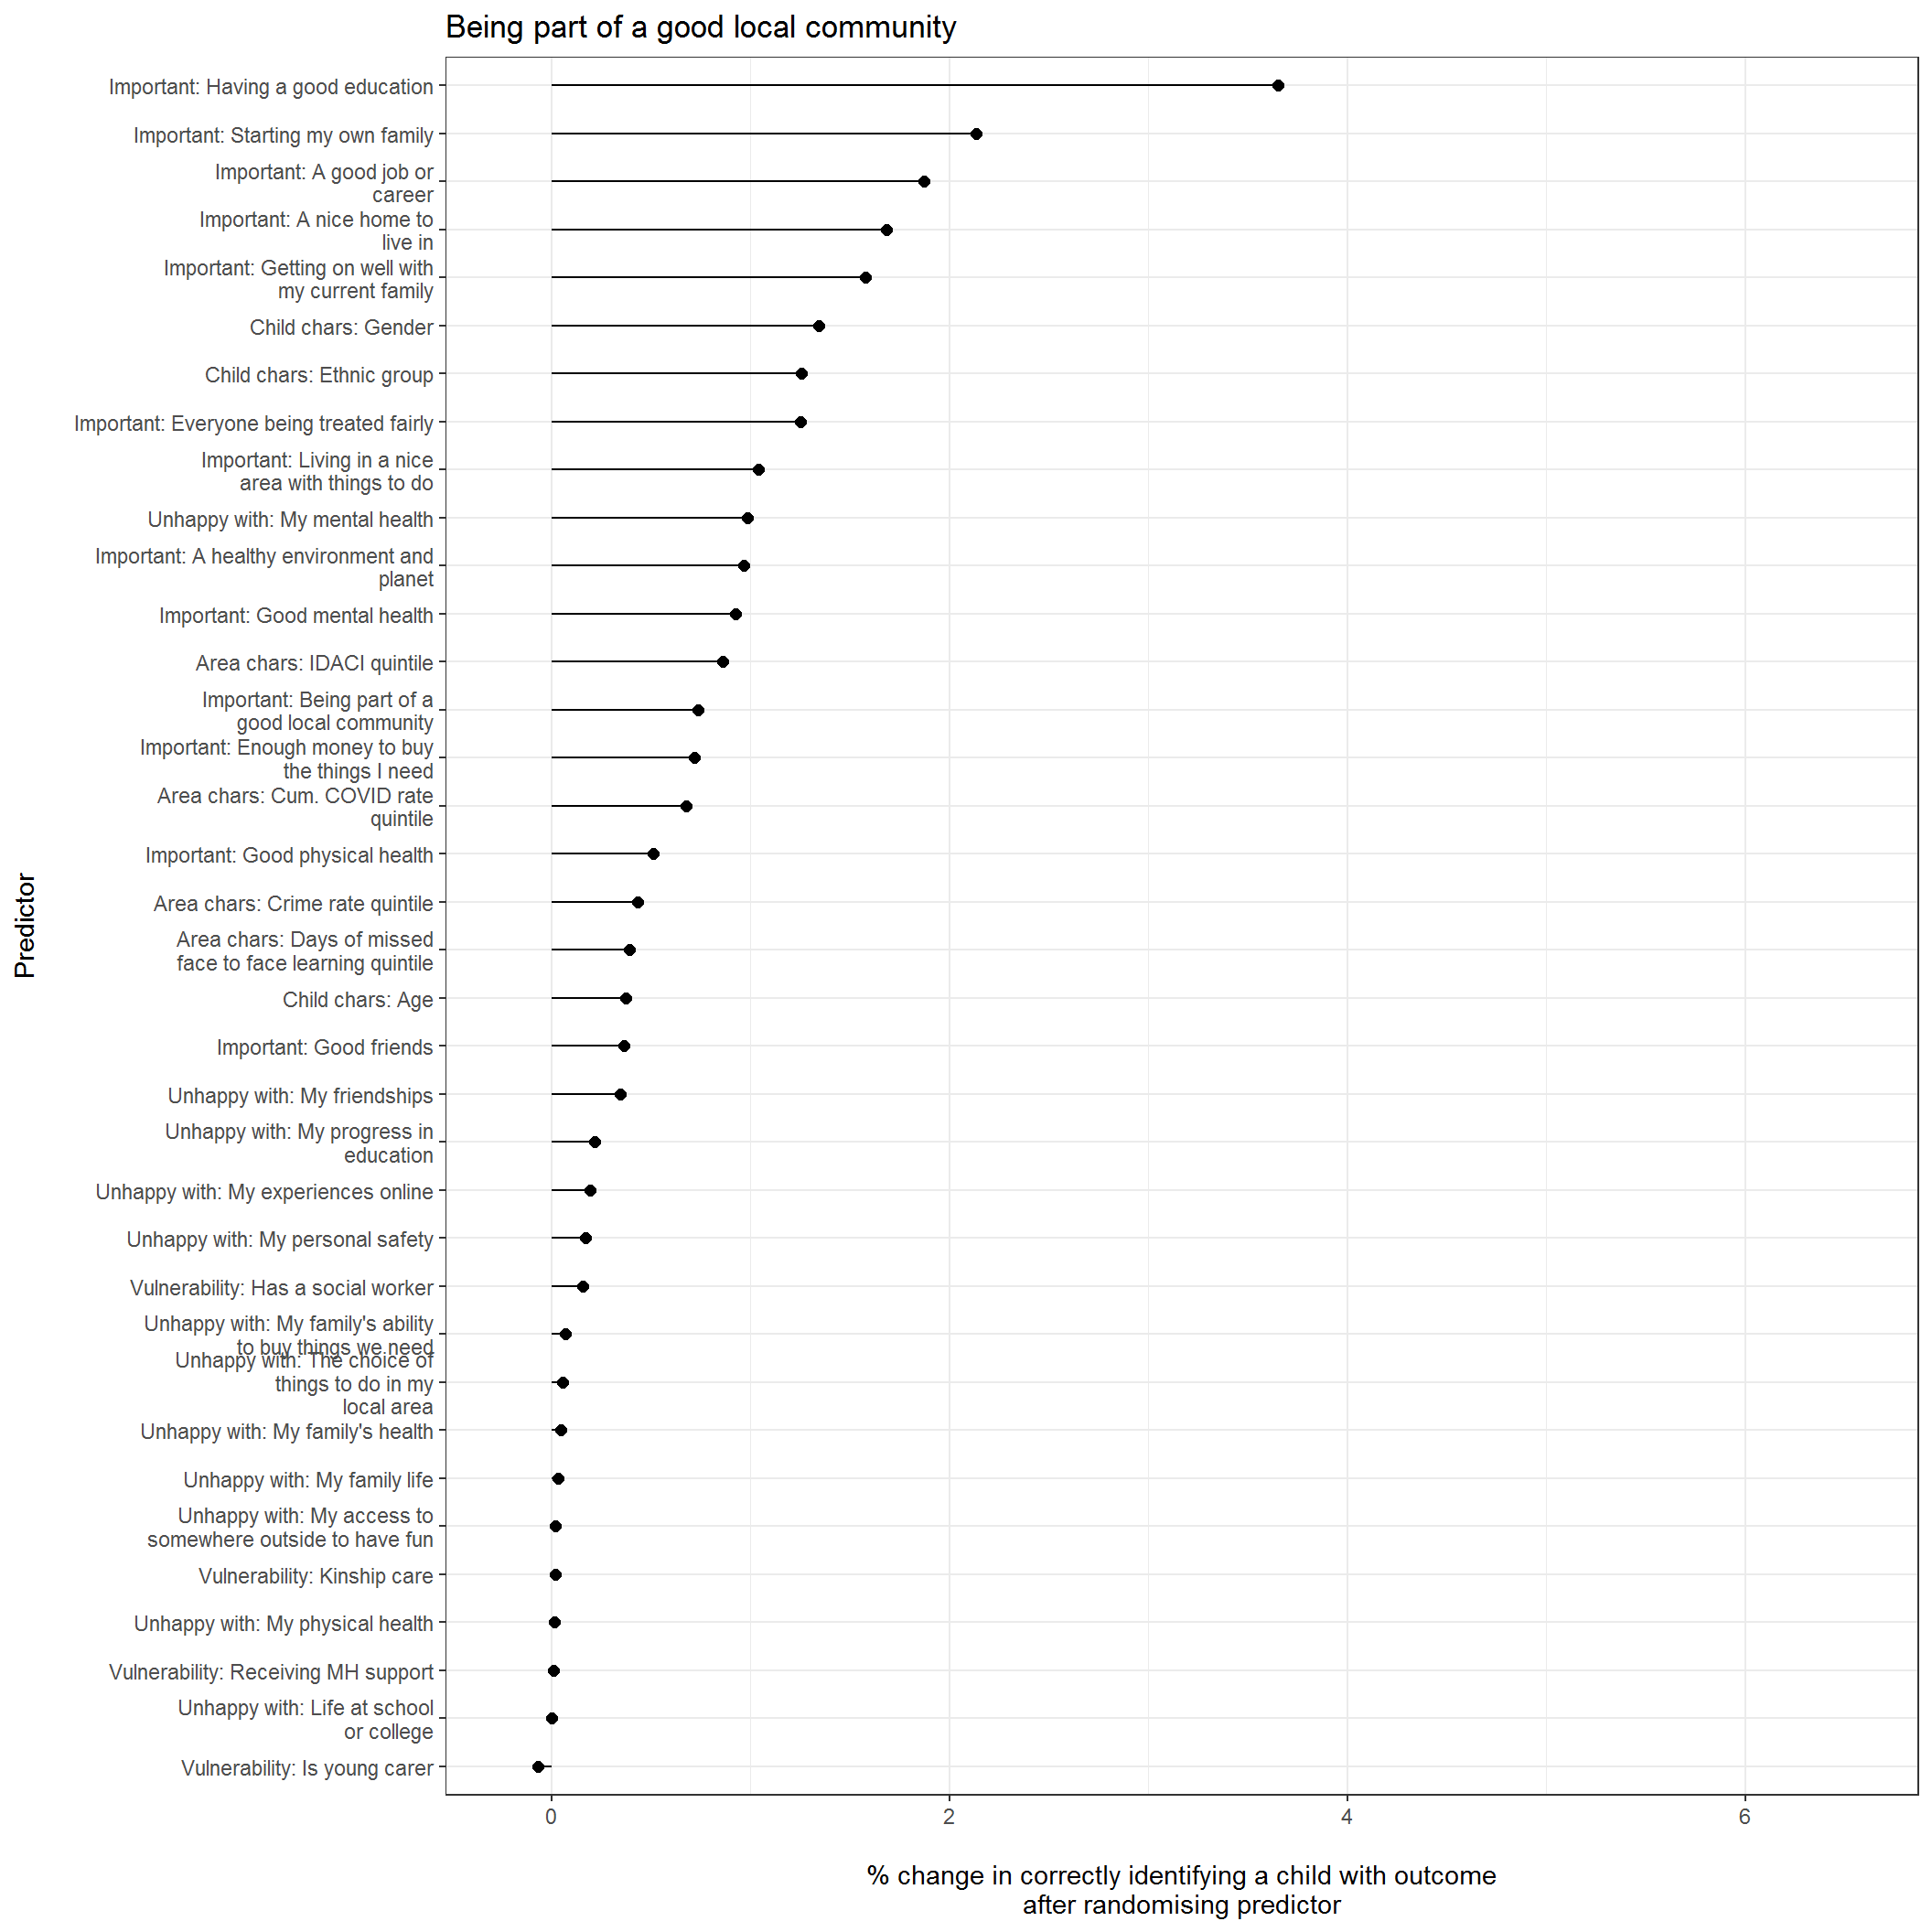 Being part of a good local community
Important: Having a good education
Important: Starting my own family
Important: A good job or
career
Important: A nice home to
live in
Important: Getting on well with
my current family
Child chars: Gender
Child chars: Ethnic group
Important: Everyone being treated fairly
Important: Living in a nice
area with things to do
Unhappy with: My mental health
Important: A healthy environment and
planet
Important: Good mental health
Area chars: IDACI quintile
Important: Being part of a
good local community
Important: Enough money to buy
the things I need
Area chars: Cum. COVID rate
quintile
Important: Good physical health
Area chars: Crime rate quintile
Area chars: Days of missed
face to face learning quintile
Child chars: Age
Important: Good friends
Unhappy with: My friendships
Unhappy with: My progress in
education
Unhappy with: My experiences online
Unhappy with: My personal safety
Vulnerability: Has a social worker
Unhappy with: My family's ability
to buy things we need
Unhappy with: The choice of
things to do in my
local area
Unhappy with: My family's health
Unhappy with: My family life
Unhappy with: My access to
somewhere outside to have fun
Vulnerability: Kinship care
Unhappy with: My physical health
Vulnerability: Receiving MH support
Unhappy with: Life at school
or college
Vulnerability: Is young carer
Predictor
0 2 4 6
% change in correctly identifying a child with outcome
after randomising predictor